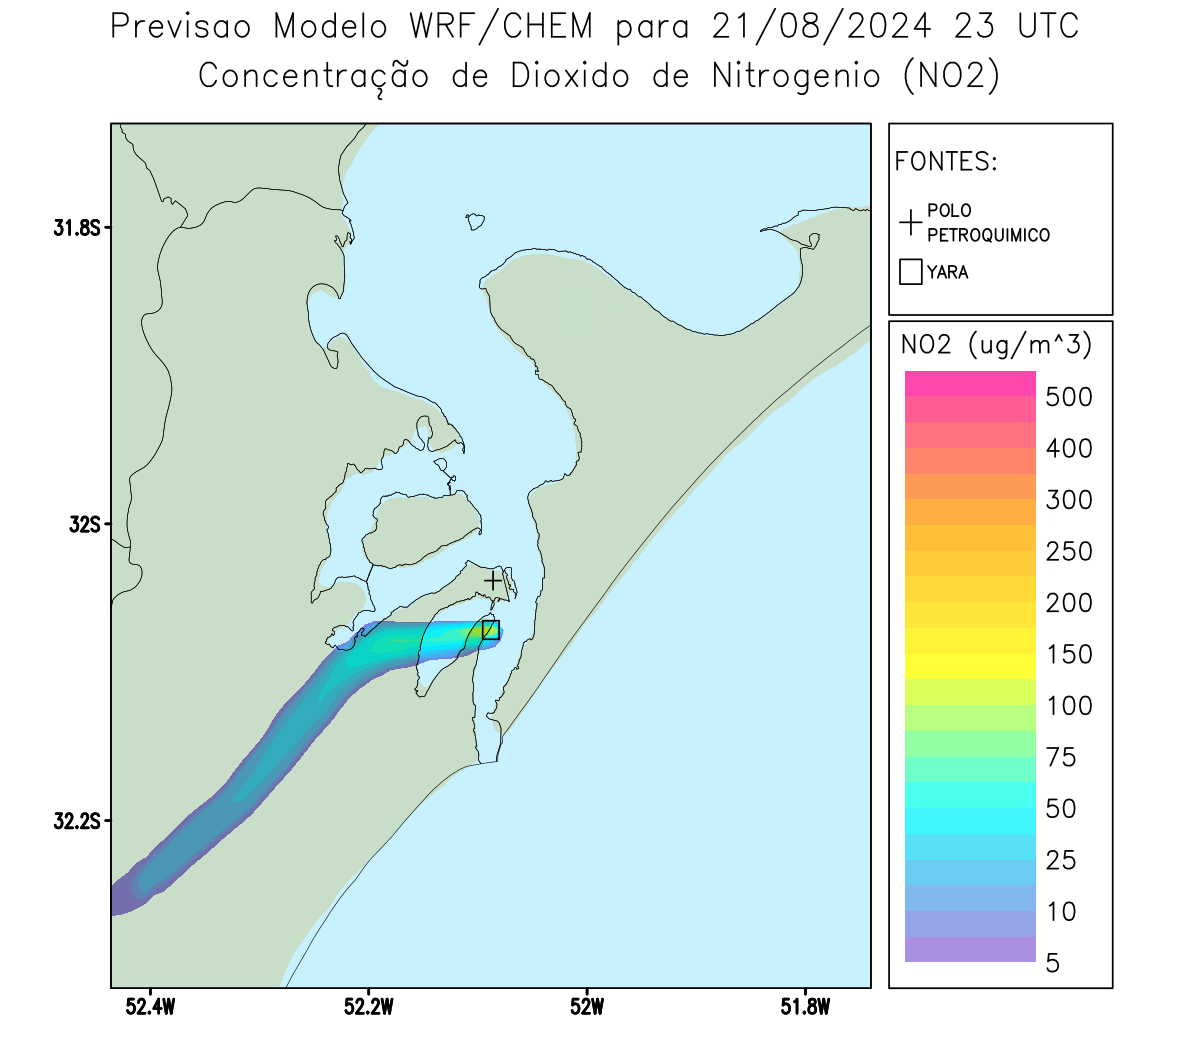 Previsao Modelo WRF/CHEM para 21/08/2024 23 UTC
Concentração de Dioxido de Nitrogenio (NO2)
FONTES:
POLO
PETROQUIMICO
YARA
NO2 (ug/m^3)
500
400
300
250
200
150
100
75
50
25
10
5
31.8S
32S
32.2S
52.4W
52.2W
52W
51.8W